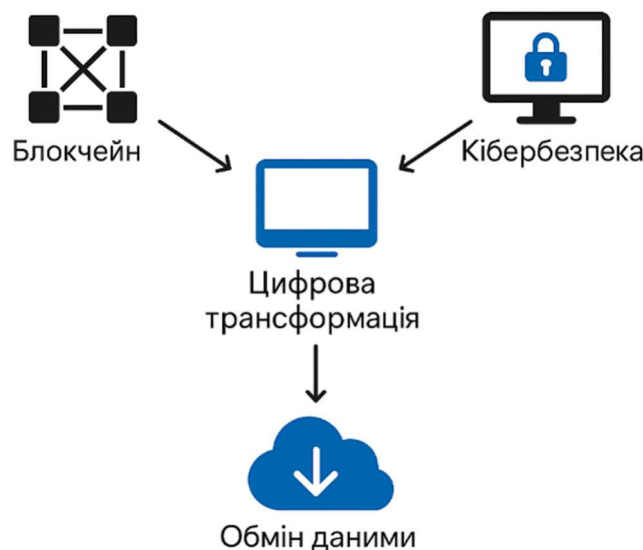 Блокчейн
Кібербезпека
Цифрова
трансформація
Обмін даними